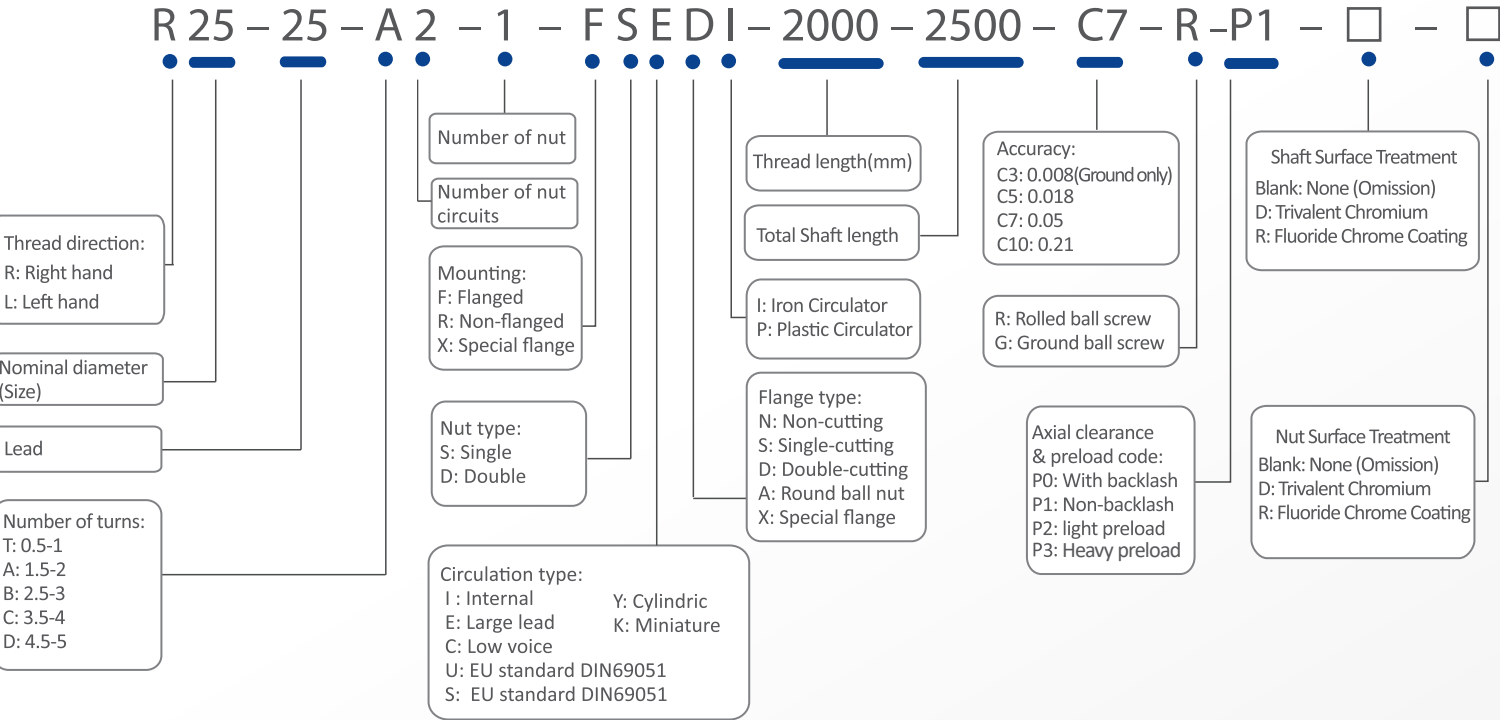 R 25 – 25 – A 2 – 1 – F S E D I – 2000 – 2500 – C7 – R –P1 – □ – □
Thread direction:
R: Right hand
L: Left hand
Nominal diameter
(Size)
Lead
Number of turns:
T: 0.5-1
A: 1.5-2
B: 2.5-3
C: 3.5-4
D: 4.5-5
Number of nut
Number of nut
circuits
Mounting:
F: Flanged
R: Non-flanged
X: Special flange
Nut type:
S: Single
D: Double
Circulation type:
I : Internal
E: Large lead
C: Low voice
U: EU standard DIN69051
S: EU standard DIN69051
Y: Cylindric
K: Miniature
Thread length(mm)
Total Shaft length
I: Iron Circulator
P: Plastic Circulator
Flange type:
N: Non-cutting
S: Single-cutting
D: Double-cutting
A: Round ball nut
X: Special flange
Accuracy:
C3: 0.008(Ground only)
C5: 0.018
C7: 0.05
C10: 0.21
R: Rolled ball screw
G: Ground ball screw
Axial clearance
& preload code:
P0: With backlash
P1: Non-backlash
P2: light preload
P3: Heavy preload
Shaft Surface Treatment
Blank: None (Omission)
D: Trivalent Chromium
R: Fluoride Chrome Coating
Nut Surface Treatment
Blank: None (Omission)
D: Trivalent Chromium
R: Fluoride Chrome Coating